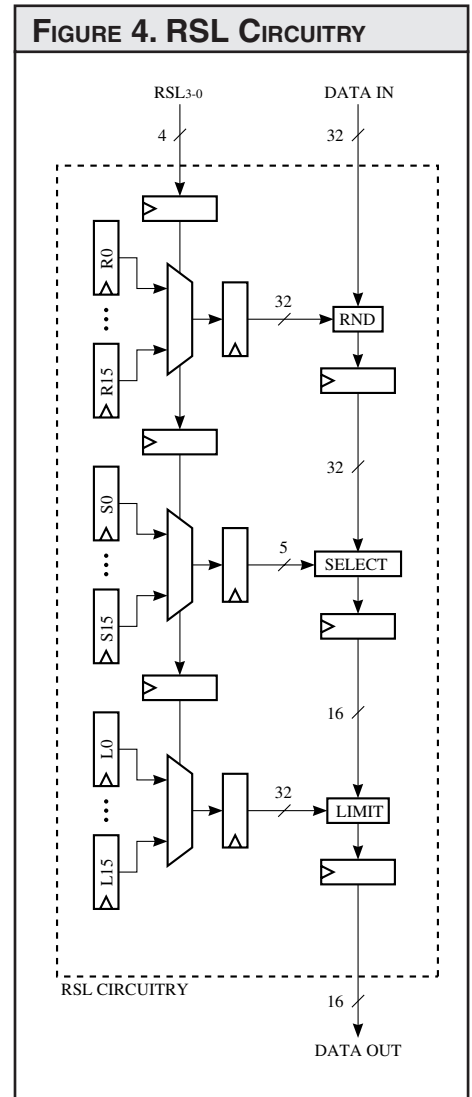 FIGURE 4. RSL CIRCUITRY
RSL3-0 DATA IN
4 32
R0
R15
32
RND
32
S0
S15
5
SELECT
16
L0
L15
32
LIMIT
RSL CIRCUITRY
16
DATA OUT